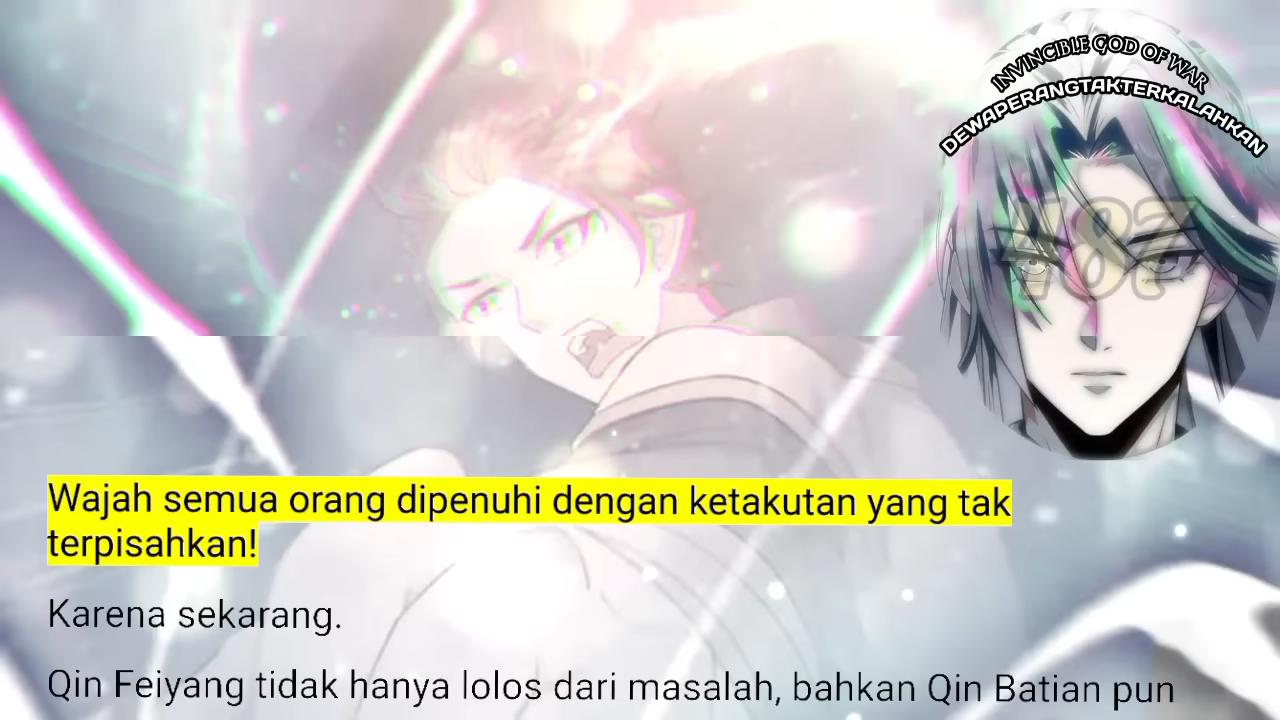 INVINCIBLE GOD OF WAR
DEWAPERANGTAKTERKALAHKAN
487
Wajah semua orang dipenuhi dengan ketakutan yang tak
terpisahkan!
Karena sekarang.
Qin Feiyang tidak hanya lolos dari masalah, bahkan Qin Batian pun